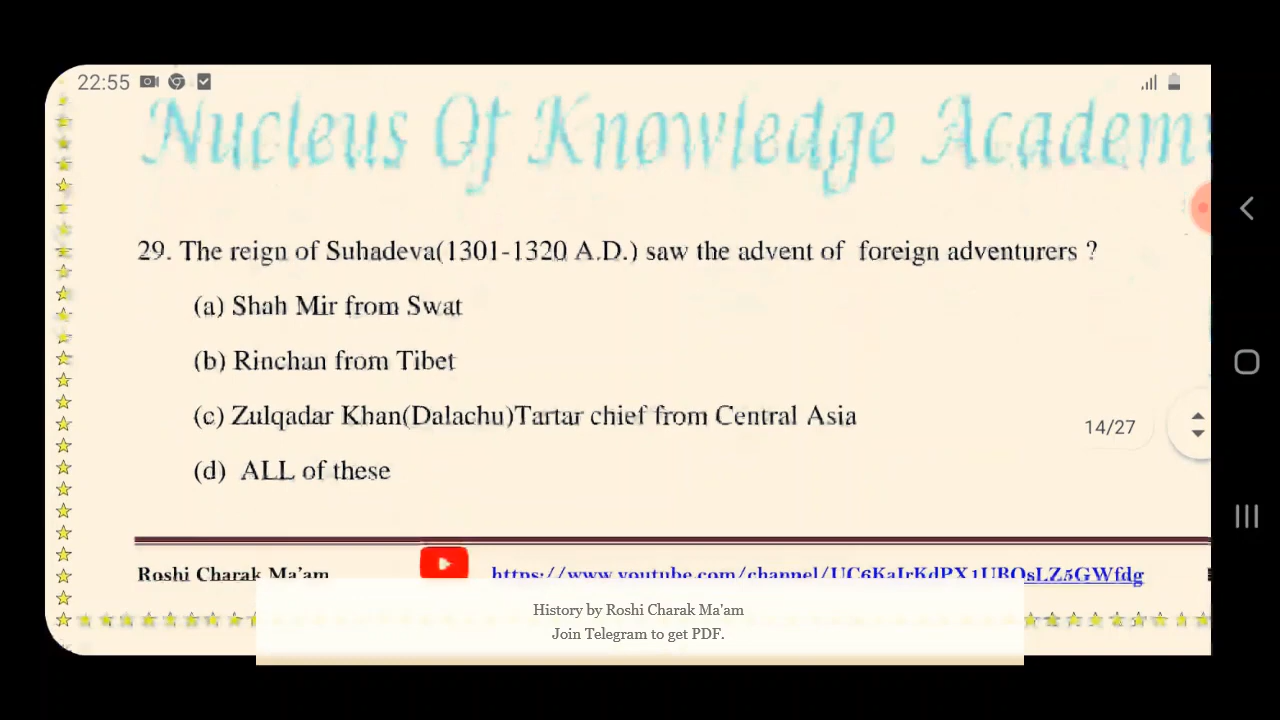 22:55
Nucleus Of Knowledge Academ
29. The reign of Suhadeva(1301-1320 A.D.) saw the advent of foreign adventurers ?
(a) Shah Mir from Swat
(b) Rinchan from Tibet
(c) Zulqadar Khan(Dalachu)Tartar chief from Central Asia
14/27
(d) ALL of these
Roshi Charak Ma'am
History by Roshi Charak Ma'am
Join Telegram to get PDF.